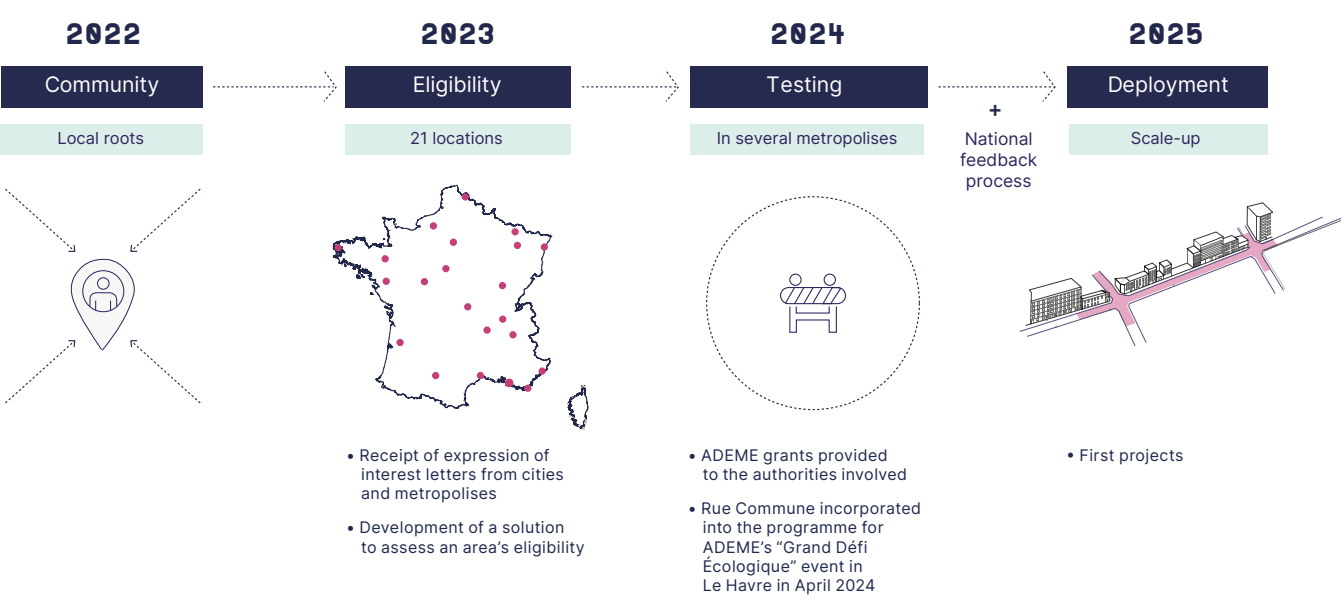 2022
Community
Local roots
2023
Eligibility
21 locations
• Receipt of expression of
interest letters from cities
and metropolises
• Development of a solution
to assess an area’s eligibility
2024
Testing
In several metropolises
• ADEME grants provided
to the authorities involved
• Rue Commune incorporated
into the programme for
ADEME’s “Grand Défi
Écologique” event in
Le Havre in April 2024
+
National
feedback
process
2025
Deployment
Scale-up
• First projects